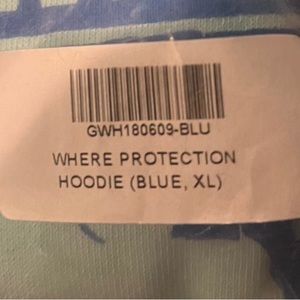 GWH180609-BLU
WHERE PROTECTION
HOODIE (BLUE, XL)